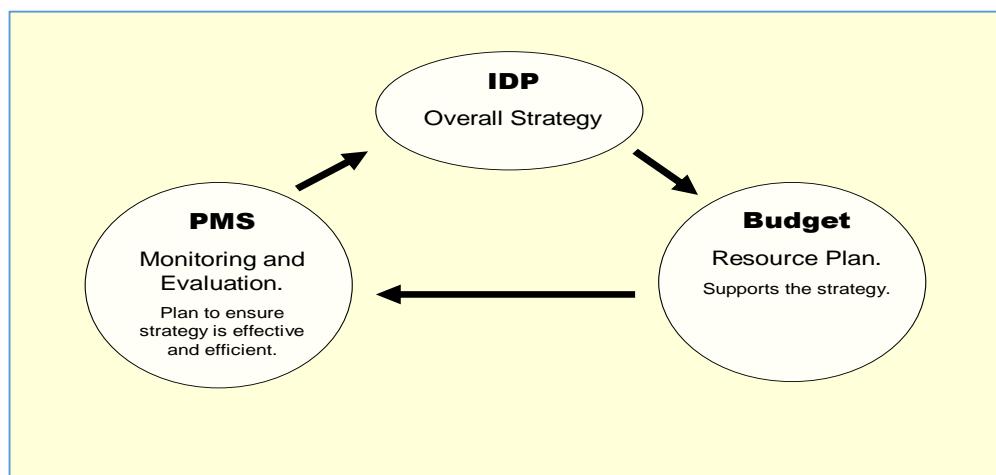 IDP
Overall Strategy
PMS
Monitoring and
Evaluation.
Plan to ensure
strategy is effective
and efficient.
Budget
Resource Plan.
Supports the strategy.